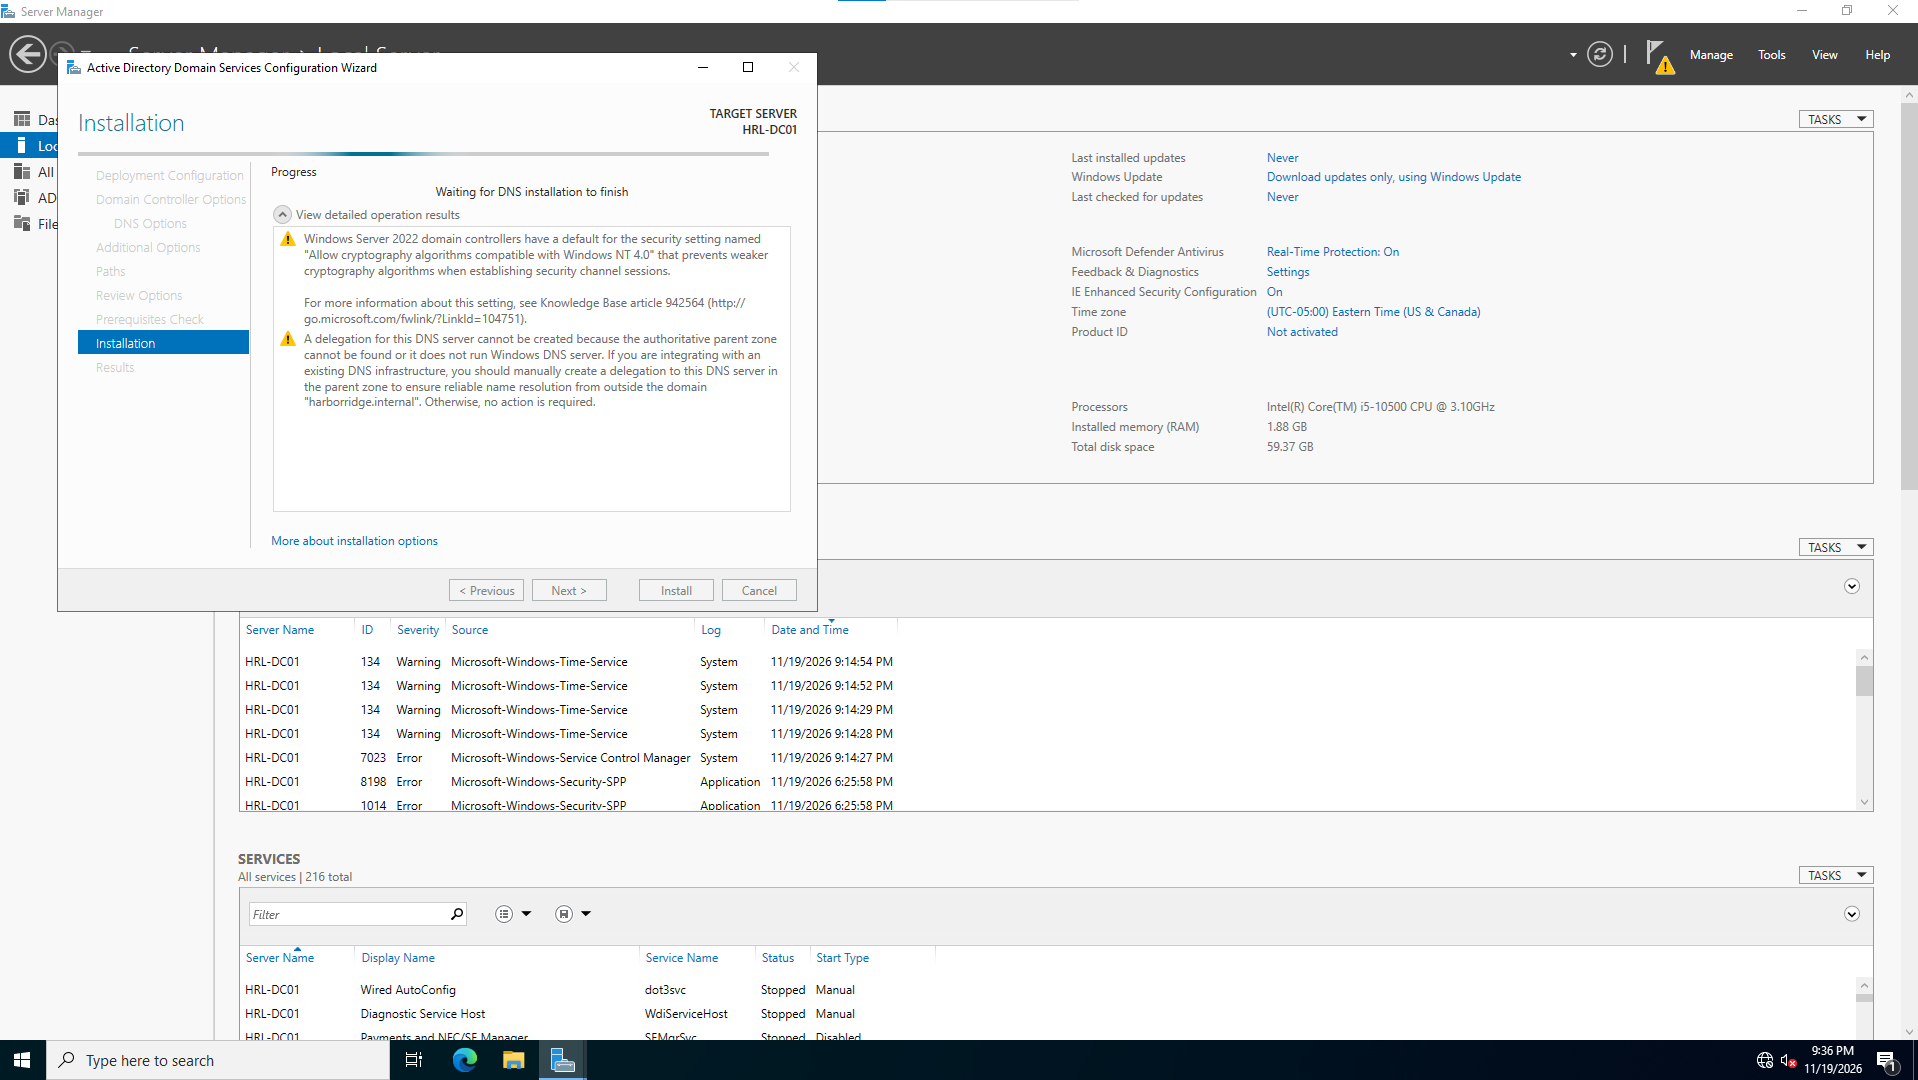 Server Manager
Manage
Tools
View
Help
Active Directory Domain Services Configuration Wizard
Installation
TARGET SERVER
HRL-DC01
Deployment Configuration
Domain Controller Options
DNS Options
Additional Options
Paths
Review Options
Prerequisites Check
Installation
Results
Progress
Waiting for DNS installation to finish
View detailed operation results
Windows Server 2022 domain controllers have a default for the security setting named
"Allow cryptography algorithms compatible with Windows NT 4.0" that prevents weaker
cryptography algorithms when establishing security channel sessions.
For more information about this setting, see Knowledge Base article 942564 (http://
go.microsoft.com/fwlink/?LinkId=104751).
A delegation for this DNS server cannot be created because the authoritative parent zone
cannot be found or it does not run Windows DNS server. If you are integrating with an
existing DNS infrastructure, you should manually create a delegation to this DNS server in
the parent zone to ensure reliable name resolution from outside the domain
"harborridge.internal". Otherwise, no action is required.
More about installation options
< Previous
Next >
Install
Cancel
All
AD
File
TASKS
Last installed updates Never
Windows Update Download updates only, using Windows Update
Last checked for updates Never
Microsoft Defender Antivirus Real-Time Protection: On
Feedback & Diagnostics Settings
IE Enhanced Security Configuration On
Time zone (UTC-05:00) Eastern Time (US & Canada)
Product ID Not activated
Processors Intel(R) Core(TM) i5-10500 CPU @ 3.10GHz
Installed memory (RAM) 1.88 GB
Total disk space 59.37 GB
TASKS
Server Name ID Severity Source Log Date and Time
HRL-DC01 134 Warning Microsoft-Windows-Time-Service System 11/19/2026 9:14:54 PM
HRL-DC01 134 Warning Microsoft-Windows-Time-Service System 11/19/2026 9:14:52 PM
HRL-DC01 134 Warning Microsoft-Windows-Time-Service System 11/19/2026 9:14:29 PM
HRL-DC01 134 Warning Microsoft-Windows-Time-Service System 11/19/2026 9:14:28 PM
HRL-DC01 7023 Error Microsoft-Windows-Service Control Manager System 11/19/2026 9:14:27 PM
HRL-DC01 8198 Error Microsoft-Windows-Security-SPP Application 11/19/2026 6:25:58 PM
HRL-DC01 1014 Error Microsoft-Windows-Security-SPP Application 11/19/2026 6:25:58 PM
SERVICES
All services | 216 total
TASKS
Filter
Server Name Display Name Service Name Status Start Type
HRL-DC01 Wired AutoConfig dot3svc Stopped Manual
HRL-DC01 Diagnostic Service Host WdiServiceHost Stopped Manual
HRL-DC01 Payments and NFC/SE Manager SEMgrSvc Stopped Disabled
Type here to search
9:36 PM
11/19/2026
1